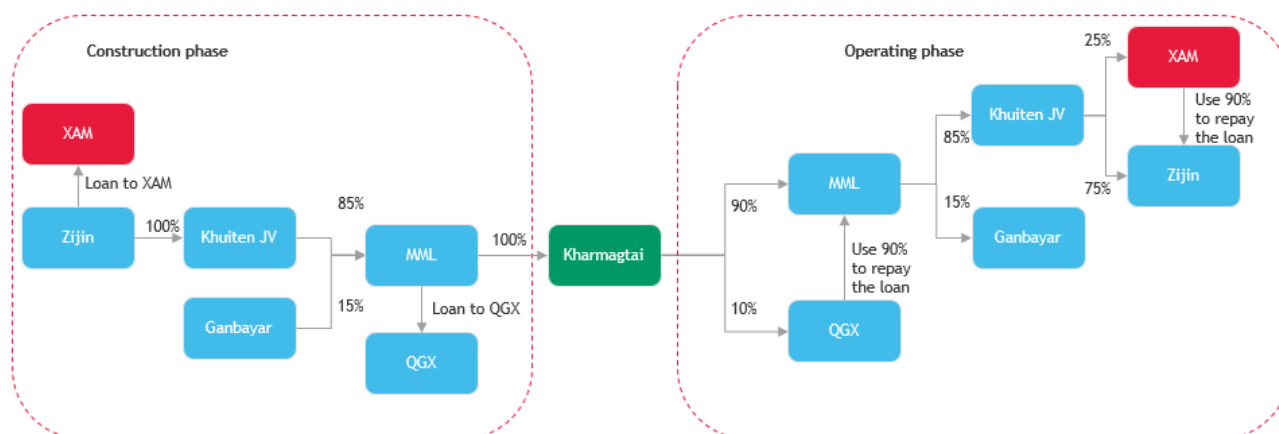 Construction phase
XAM
Loan to XAM
Zijin
100%
Khuiten JV
85%
MML
100%
Ganbayar
15%
Loan to QGX
QGX
Kharmagtai
Operating phase
90%
10%
MML
Use 90%
to repay
the loan
QGX
85%
15%
Khuiten JV
Ganbayar
25%
75%
XAM
Use 90%
to repay
the loan
Zijin